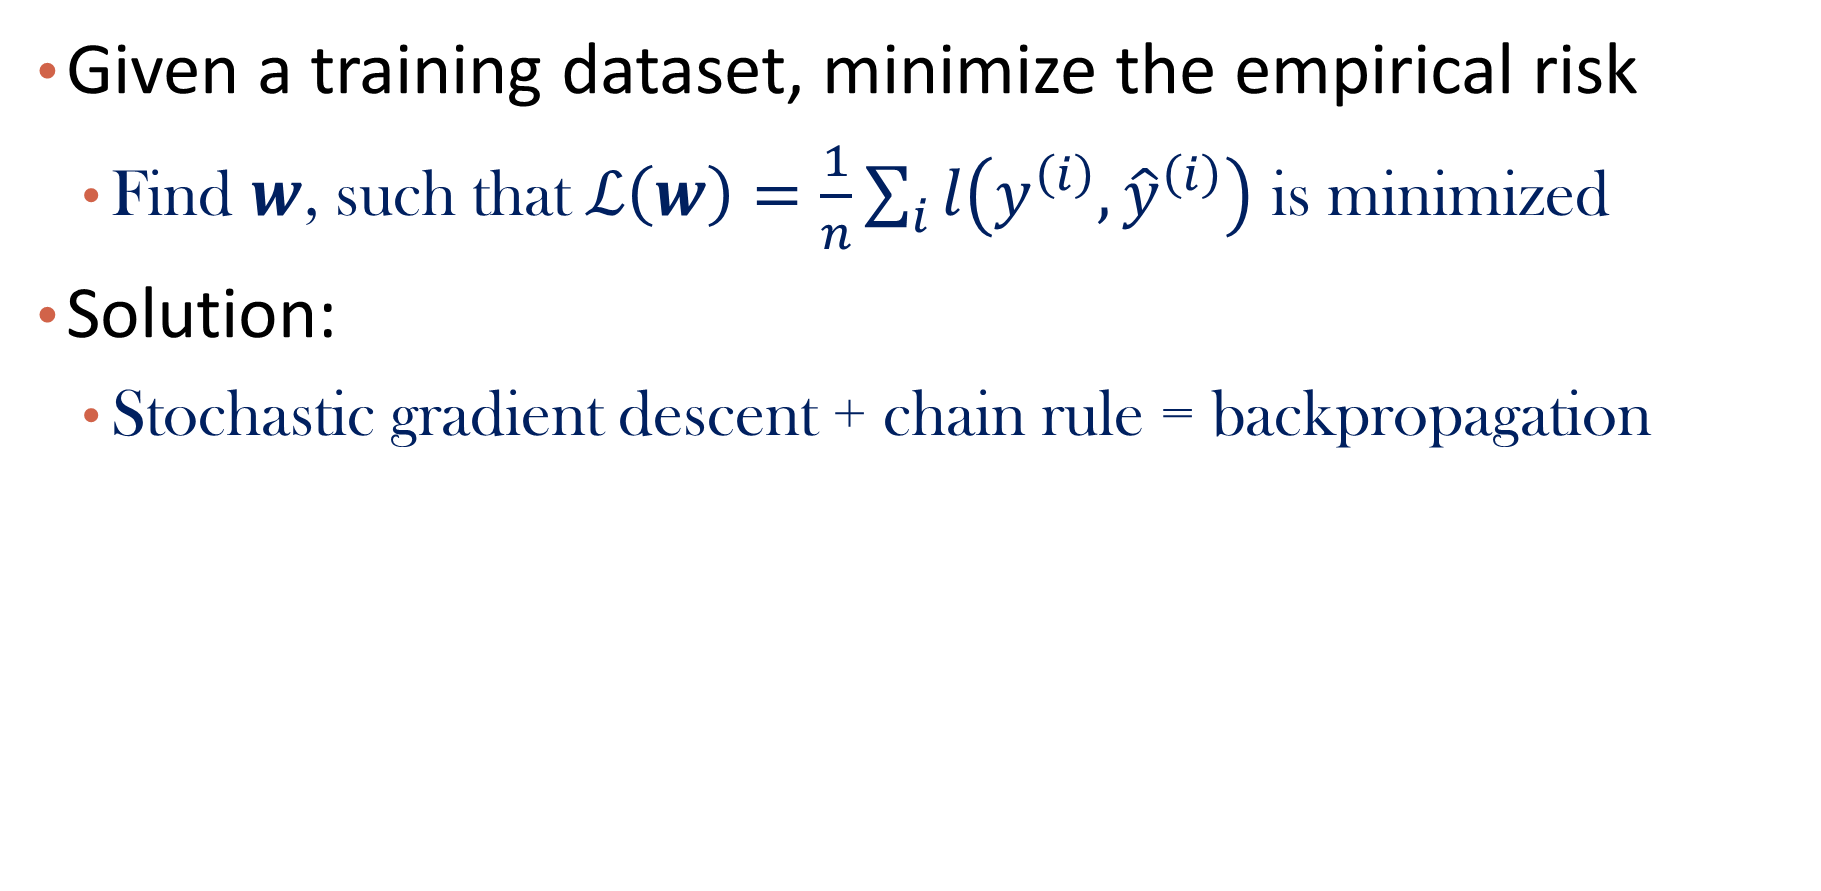 • Given a training dataset, minimize the empirical risk
• Find 𝒘, such that ℒ(𝒘) = 1/n ∑ᵢ l(y⁽ⁱ⁾, ŷ⁽ⁱ⁾) is minimized
• Solution:
• Stochastic gradient descent + chain rule = backpropagation